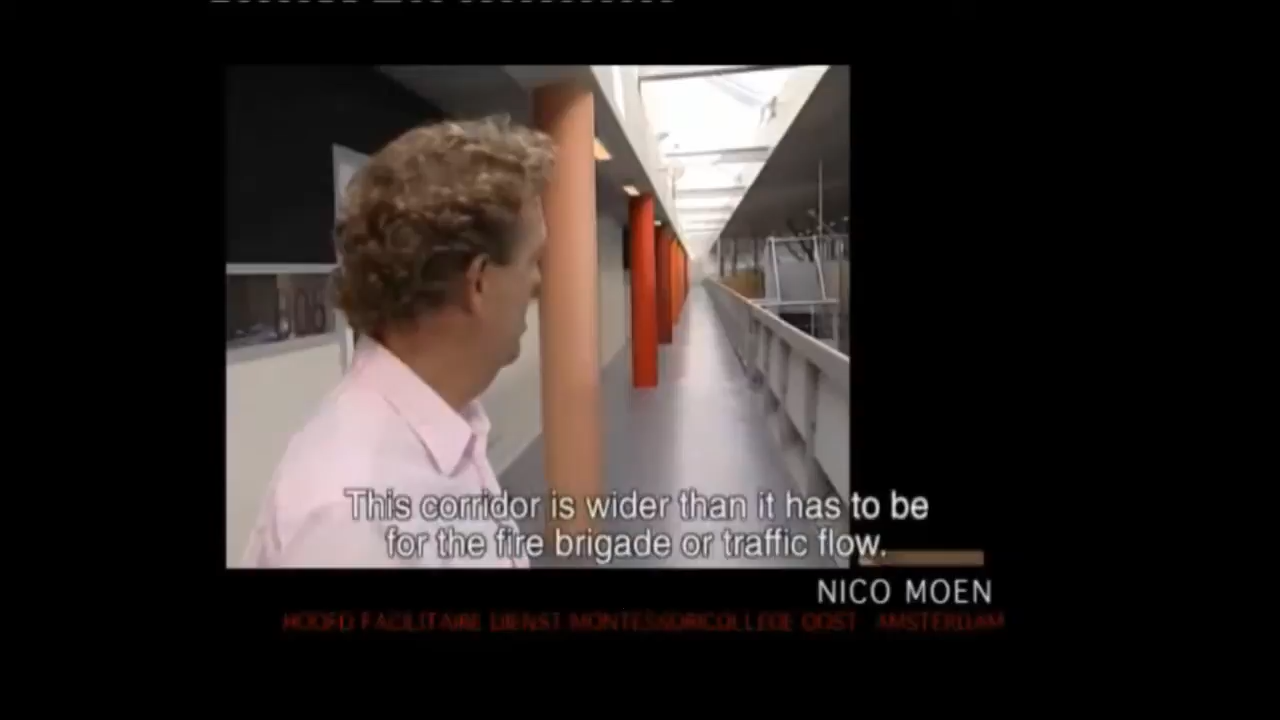 This corridor is wider than it has to be
for the fire brigade or traffic flow.
NICO MOEN
HOOFD FACILITAIRE DIENST MONTESSORICOLLEGE OOST AMSTERDAM